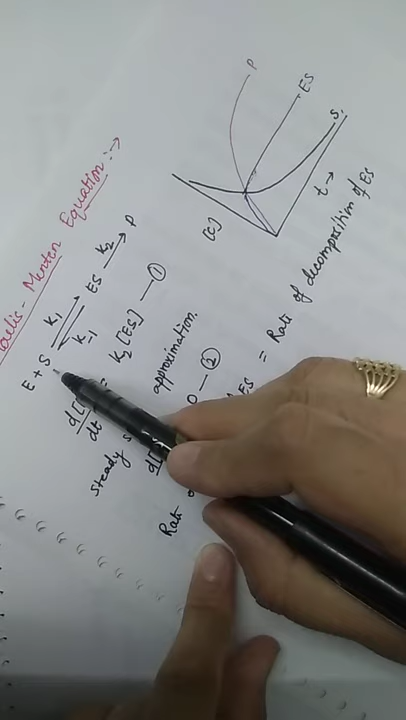 Menten Equation :→
E + S ⇌ ES → P
K₁ K₋₁ K₂
d[
dt = K₂ [ES] — ①
Steady s approximation.
O — ②
Rate o ES = Rate of decomposition of ES
P
ES
S
[C]
t →